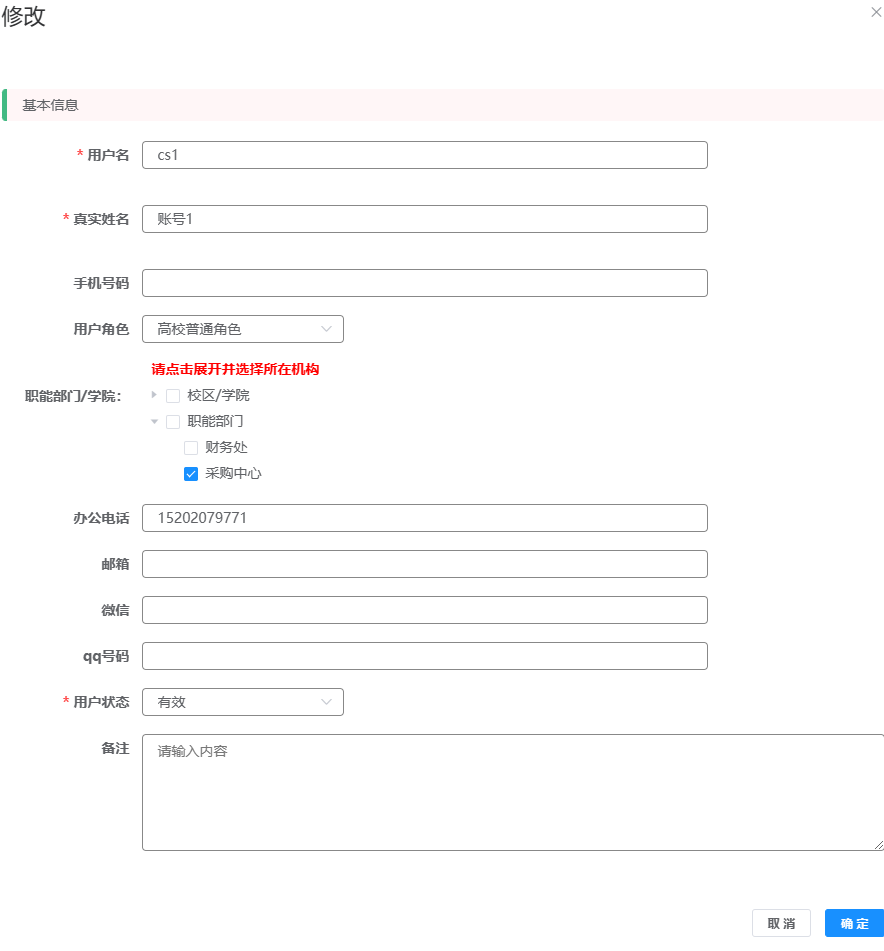 修改
基本信息
* 用户名 cs1
* 真实姓名 账号1
手机号码
用户角色 高校普通角色
请点击展开并选择所在机构
职能部门/学院: 校区/学院
职能部门
财务处
采购中心
办公电话 15202079771
邮箱
微信
qq号码
* 用户状态 有效
备注 请输入内容
取 消 确 定